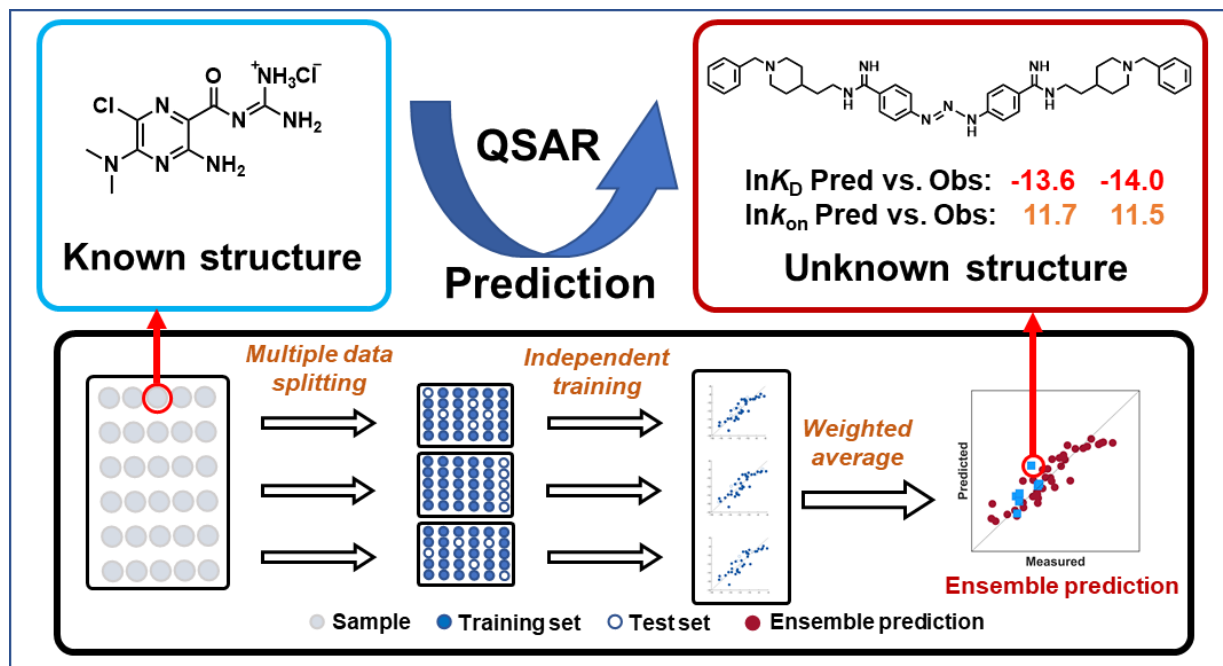 O
NH3Cl
+
−
Cl
N
N
NH2
N
N
NH2
Known structure
QSAR
Prediction
N
NH
N
H
N
N
N
H
NH
N
H
N
lnKD Pred vs. Obs: -13.6 -14.0
lnkon Pred vs. Obs: 11.7 11.5
Unknown structure
Multiple data
splitting
Independent
training
Weighted
average
Predicted
Measured
Ensemble prediction
Sample
Training set
Test set
Ensemble prediction